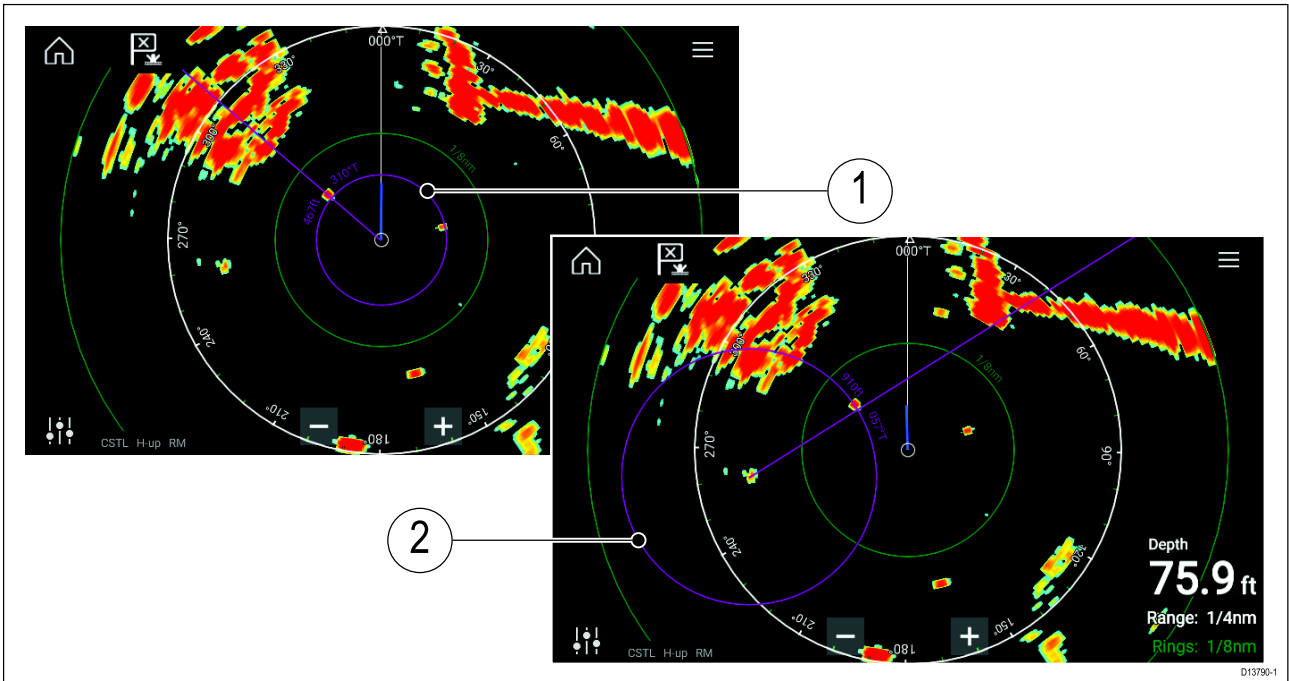 000°T
330°
30°
300°
60°
1/8nm
310°T
467ft
270°
240°
210°
180°
150°
CSTL H-up RM
1
000°T
330°
30°
300°
60°
1/8nm
910ft
057°T
270°
90°
240°
120°
210°
180°
150°
CSTL H-up RM
2
Depth
75.9 ft
Range: 1/4nm
Rings: 1/8nm
D13790-1